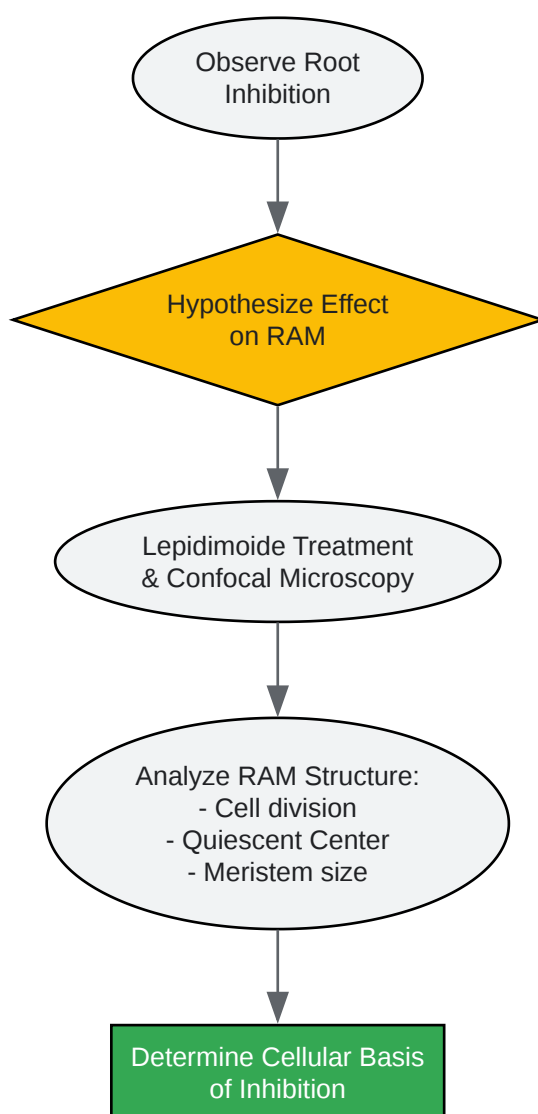 Observe Root
Inhibition
Hypothesize Effect
on RAM
Lepidimoide Treatment
& Confocal Microscopy
Analyze RAM Structure:
- Cell division
- Quiescent Center
- Meristem size
Determine Cellular Basis
of Inhibition